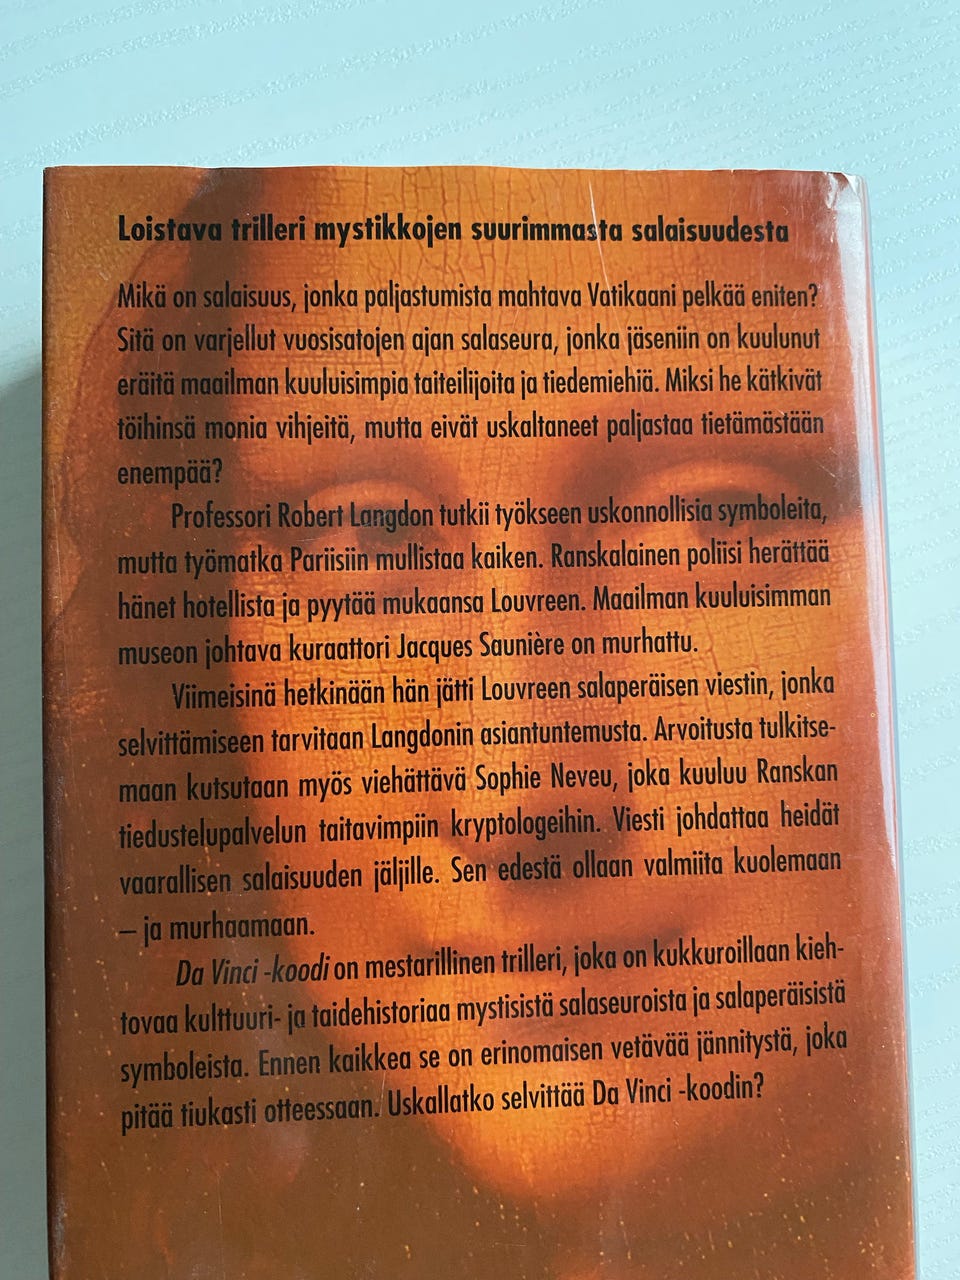 Loistava trilleri mystikkojen suurimmasta salaisuudesta
Mikä on salaisuus, jonka paljastumista mahtava Vatikaani pelkää eniten?
Sitä on varjellut vuosisatojen ajan salaseura, jonka jäseniin on kuulunut
eräitä maailman kuuluisimpia taiteilijoita ja tiedemiehiä. Miksi he kätkivät
töihinsä monia vihjeitä, mutta eivät uskaltaneet paljastaa tietämästään
enempää?
Professori Robert Langdon tutkii työkseen uskonnollisia symboleita,
mutta työmatka Pariisiin mullistaa kaiken. Ranskalainen poliisi herättää
hänet hotellista ja pyytää mukaansa Louvreen. Maailman kuuluisimman
museon johtava kuraattori Jacques Saunière on murhattu.
Viimeisinä hetkinään hän jätti Louvreen salaperäisen viestin, jonka
selvittämiseen tarvitaan Langdonin asiantuntemusta. Arvoitusta tulkitse-
maan kutsutaan myös viehättävä Sophie Neveu, joka kuuluu Ranskan
tiedustelupalvelun taitavimpiin kryptologeihin. Viesti johdattaa heidät
vaarallisen salaisuuden jäljille. Sen edestä ollaan valmiita kuolemaan
– ja murhaamaan.
Da Vinci -koodi on mestarillinen trilleri, joka on kukkuroillaan kieh-
tovaa kulttuuri- ja taidehistoriaa mystisistä salaseuroista ja salaperäisistä
symboleista. Ennen kaikkea se on erinomaisen vetävää jännitystä, joka
pitää tiukasti otteessaan. Uskallatko selvittää Da Vinci -koodin?